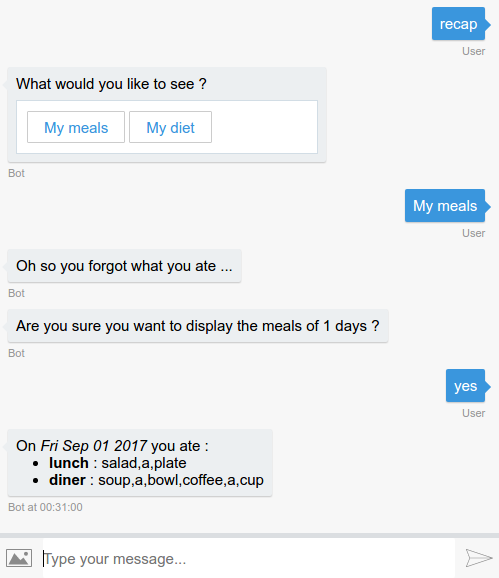 recap
User
What would you like to see ?
My meals My diet
Bot
My meals
User
Oh so you forgot what you ate ...
Bot
Are you sure you want to display the meals of 1 days ?
Bot
yes
User
On Fri Sep 01 2017 you ate :
• lunch : salad,a,plate
• diner : soup,a,bowl,coffee,a,cup
Bot at 00:31:00
Type your message...